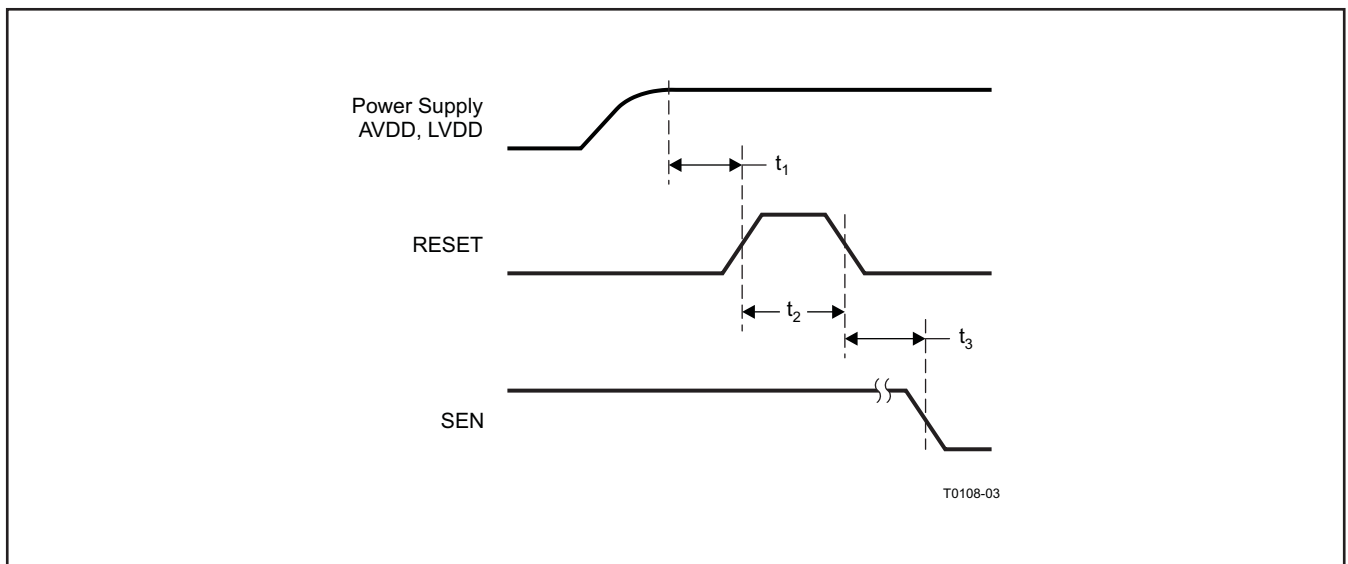 Power Supply
AVDD, LVDD
t1
RESET
t2
t3
SEN
T0108-03